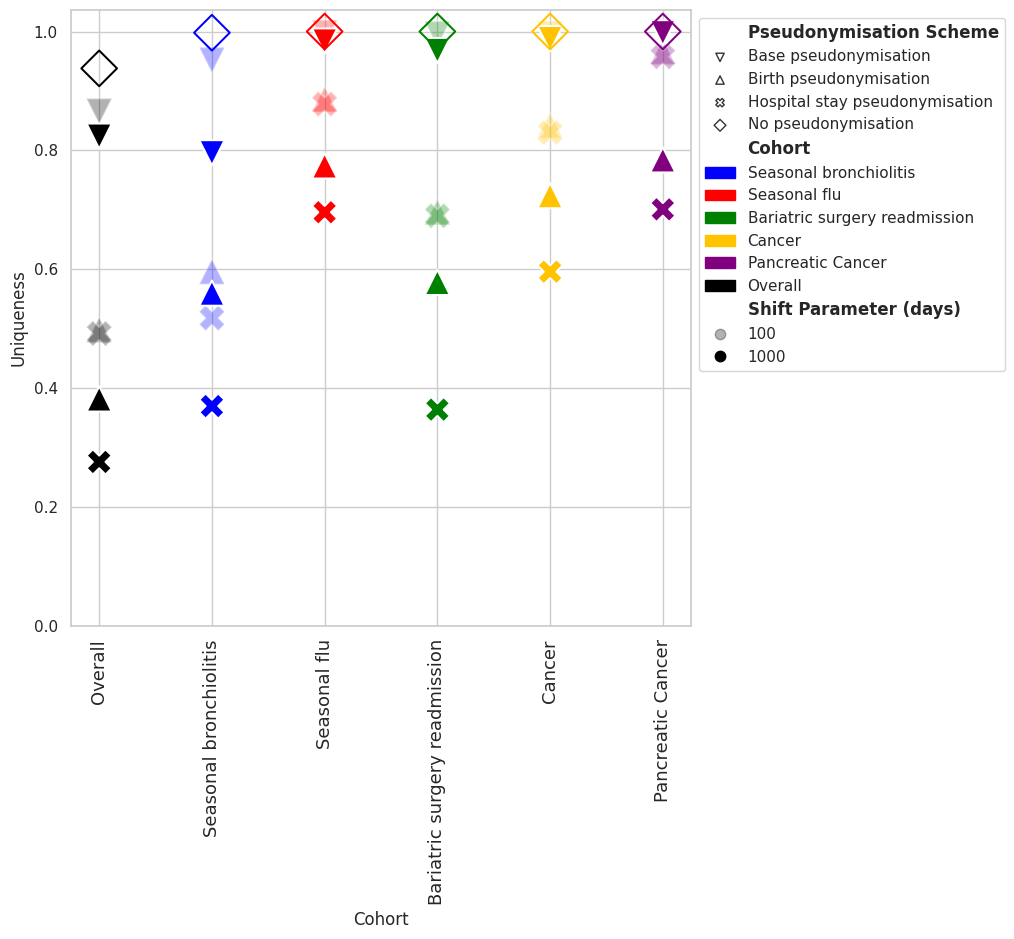 1.0
0.8
0.6
0.4
0.2
0.0
Uniqueness
Overall
Seasonal bronchiolitis
Seasonal flu
Bariatric surgery readmission
Cancer
Pancreatic Cancer
Cohort
Pseudonymisation Scheme
Base pseudonymisation
Birth pseudonymisation
Hospital stay pseudonymisation
No pseudonymisation
Cohort
Seasonal bronchiolitis
Seasonal flu
Bariatric surgery readmission
Cancer
Pancreatic Cancer
Overall
Shift Parameter (days)
100
1000